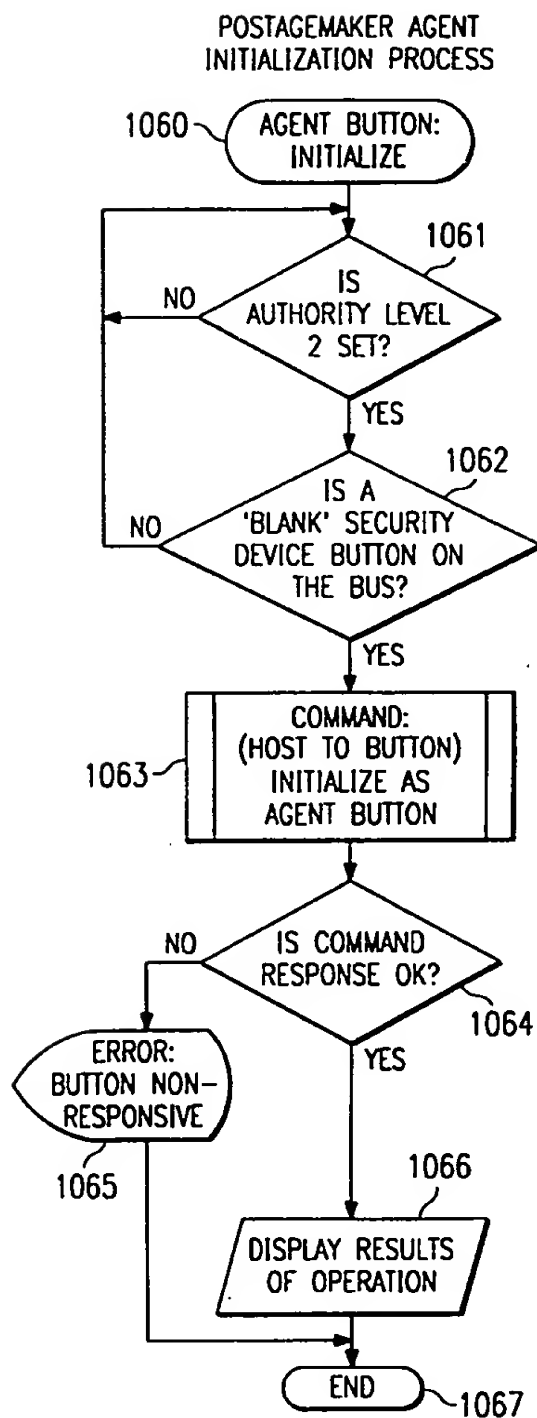 POSTAGEMAKER AGENT
INITIALIZATION PROCESS
1060
AGENT BUTTON:
INITIALIZE
1061
IS
AUTHORITY LEVEL
2 SET?
NO
YES
1062
IS A
'BLANK' SECURITY
DEVICE BUTTON ON
THE BUS?
NO
YES
1063
COMMAND:
(HOST TO BUTTON)
INITIALIZE AS
AGENT BUTTON
IS COMMAND
RESPONSE OK?
NO
1064
YES
ERROR:
BUTTON NON-
RESPONSIVE
1065
1066
DISPLAY RESULTS
OF OPERATION
END
1067